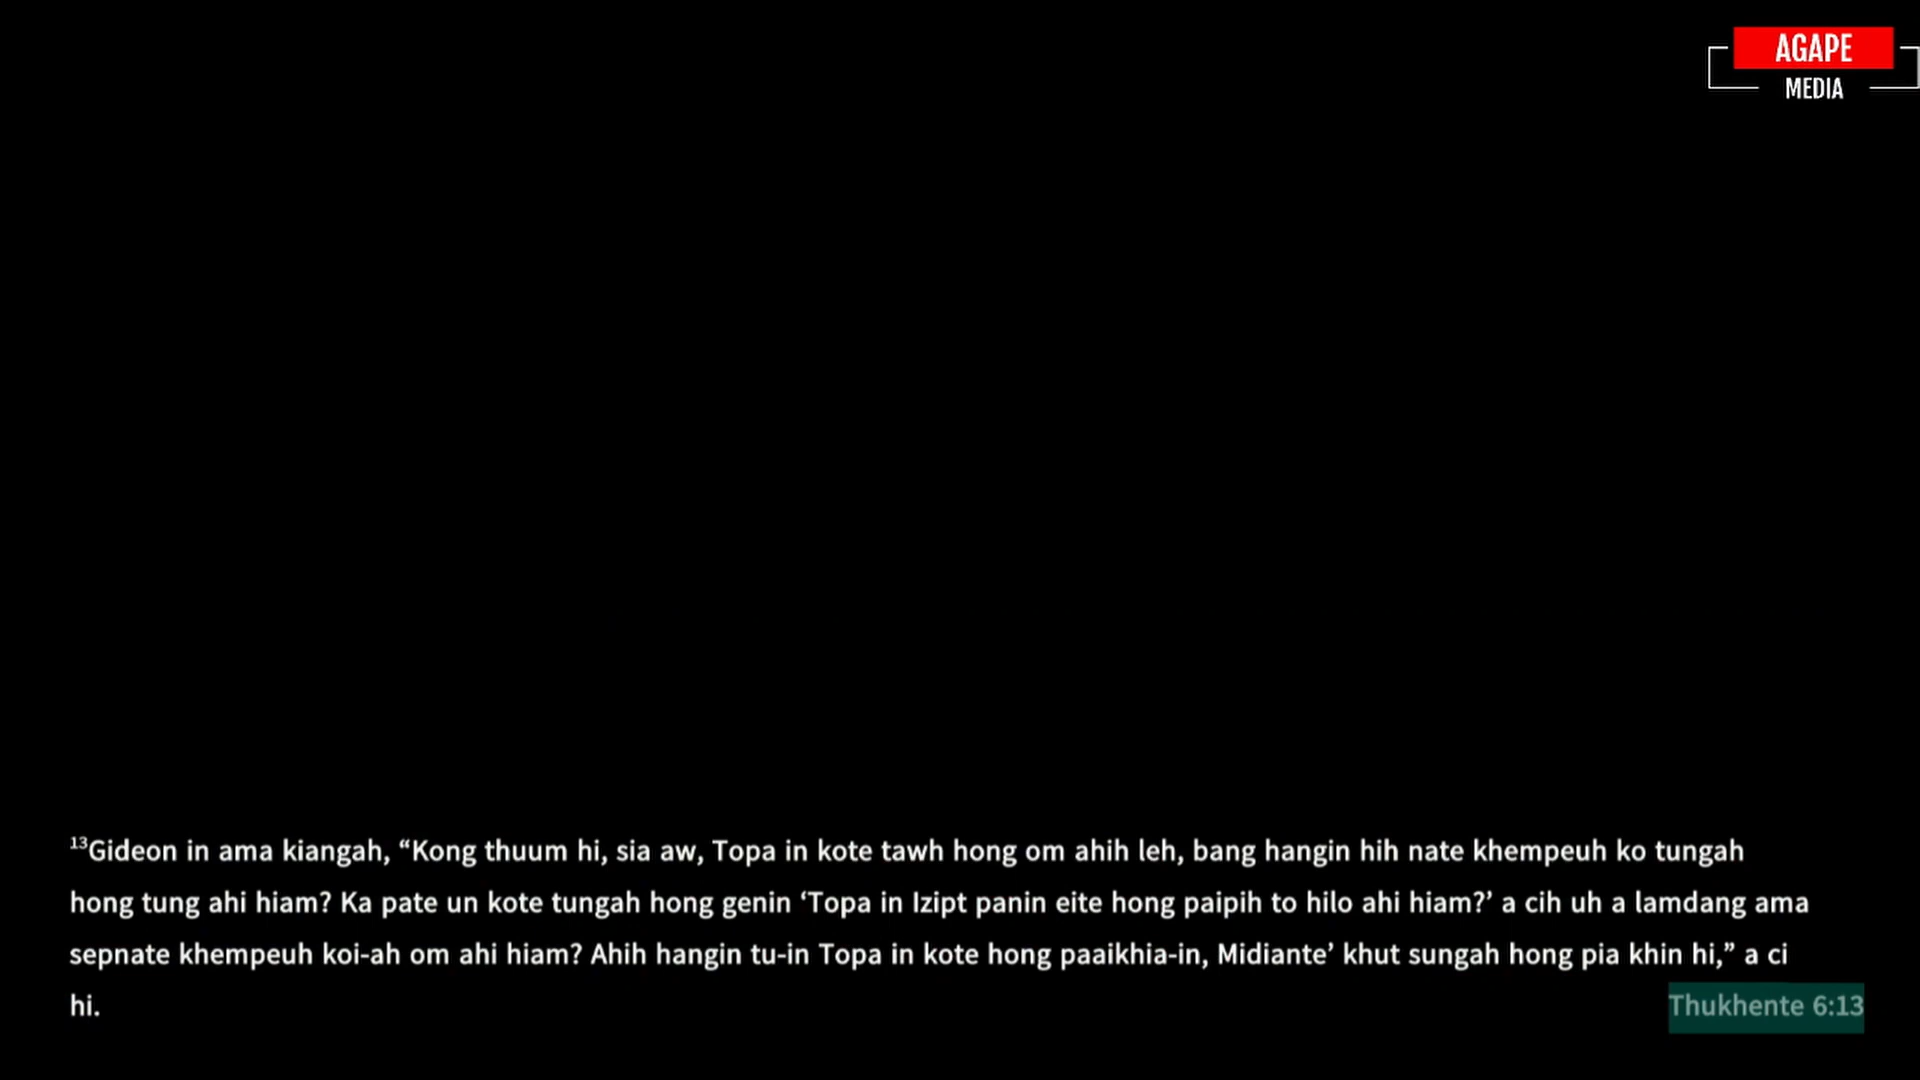 AGAPE
MEDIA
¹³Gideon in ama kiangah, “Kong thuum hi, sia aw, Topa in kote tawh hong om ahih leh, bang hangin hih nate khempeuh ko tungah
hong tung ahi hiam? Ka pate un kote tungah hong genin ‘Topa in Izipt panin eite hong paipih to hilo ahi hiam?’ a cih uh a lamdang ama
sepnate khempeuh koi-ah om ahi hiam? Ahih hangin tu-in Topa in kote hong paaikhia-in, Midiante’ khut sungah hong pia khin hi,” a ci
hi.
Thukhente 6:13